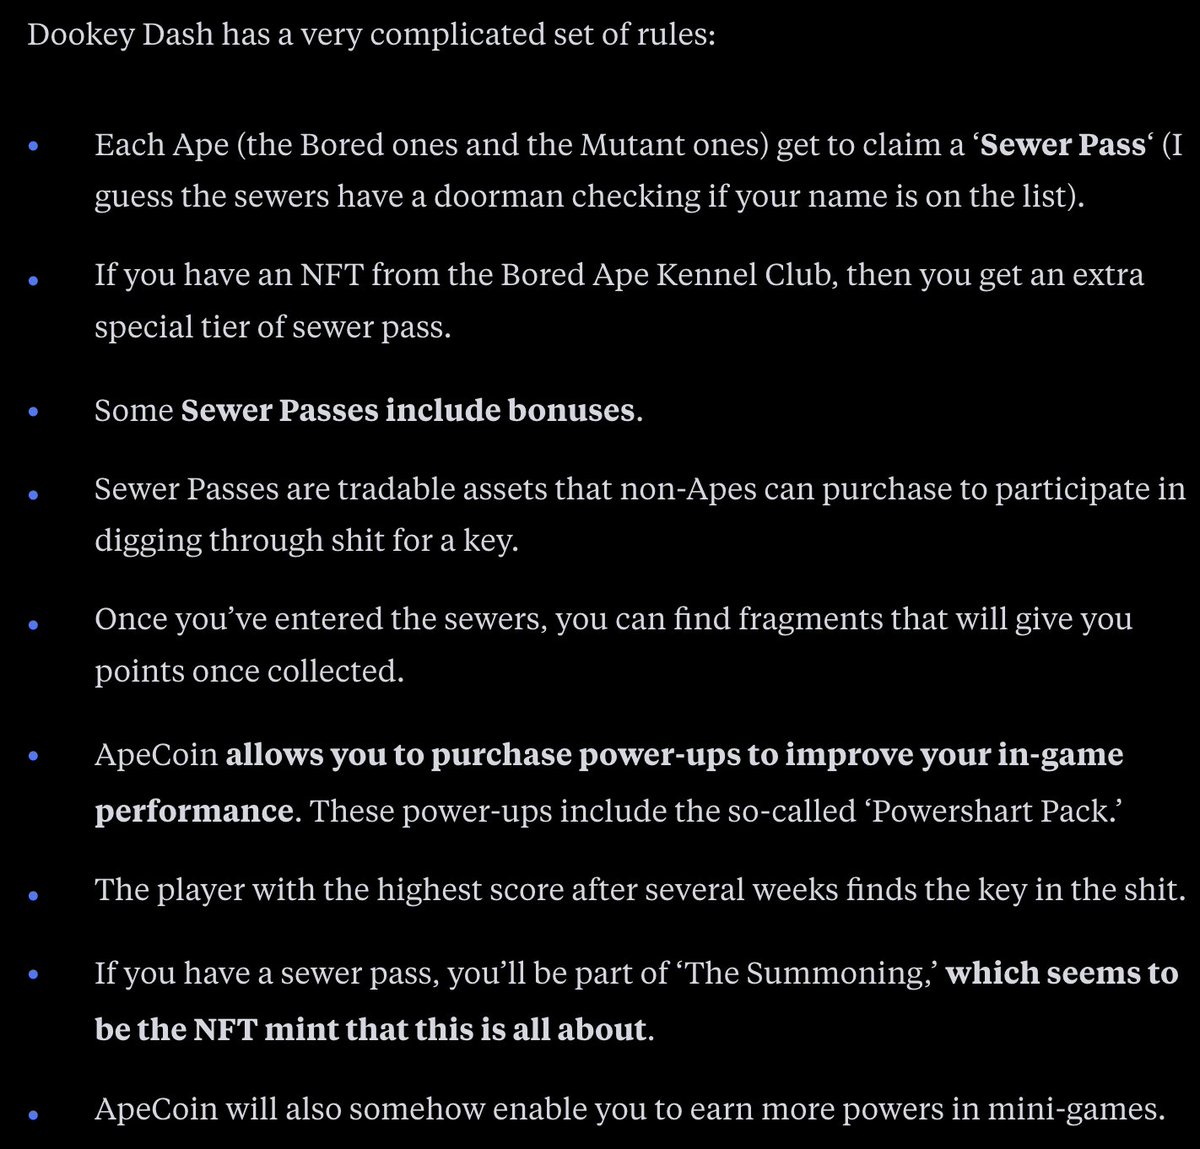 Dookey Dash has a very complicated set of rules:
• Each Ape (the Bored ones and the Mutant ones) get to claim a ‘Sewer Pass‘ (I
guess the sewers have a doorman checking if your name is on the list).
• If you have an NFT from the Bored Ape Kennel Club, then you get an extra
special tier of sewer pass.
• Some Sewer Passes include bonuses.
• Sewer Passes are tradable assets that non-Apes can purchase to participate in
digging through shit for a key.
• Once you’ve entered the sewers, you can find fragments that will give you
points once collected.
• ApeCoin allows you to purchase power-ups to improve your in-game
performance. These power-ups include the so-called ‘Powershart Pack.’
• The player with the highest score after several weeks finds the key in the shit.
• If you have a sewer pass, you’ll be part of ‘The Summoning,’ which seems to
be the NFT mint that this is all about.
• ApeCoin will also somehow enable you to earn more powers in mini-games.